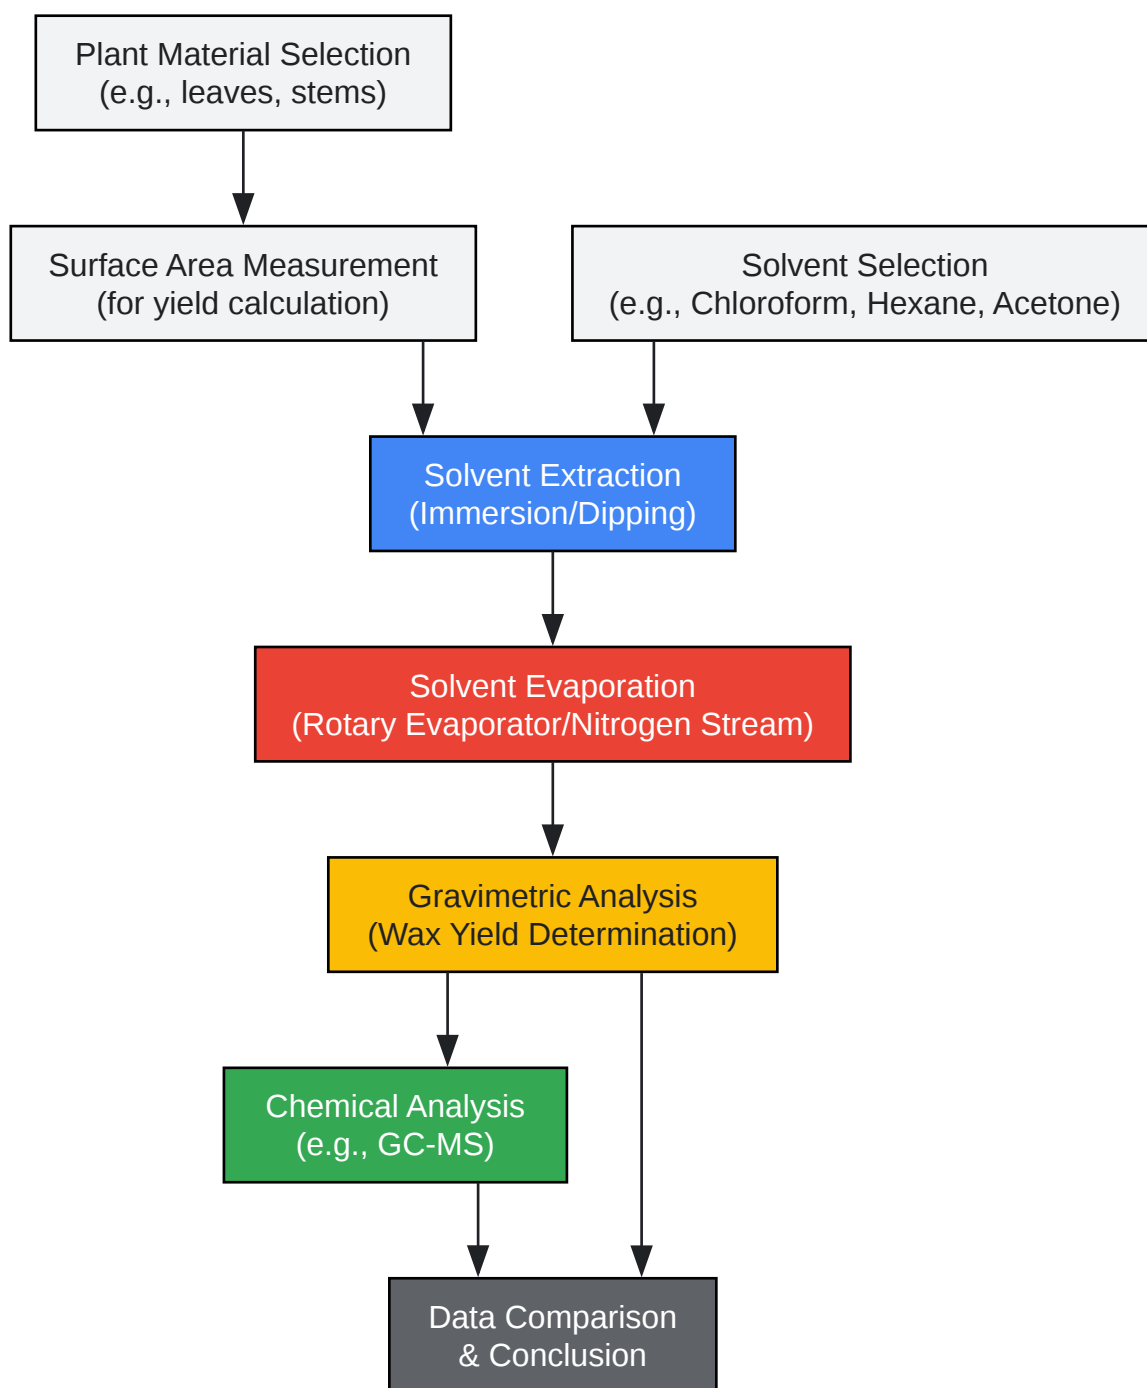 Plant Material Selection
(e.g., leaves, stems)
Surface Area Measurement
(for yield calculation)
Solvent Selection
(e.g., Chloroform, Hexane, Acetone)
Solvent Extraction
(Immersion/Dipping)
Solvent Evaporation
(Rotary Evaporator/Nitrogen Stream)
Gravimetric Analysis
(Wax Yield Determination)
Chemical Analysis
(e.g., GC-MS)
Data Comparison
& Conclusion